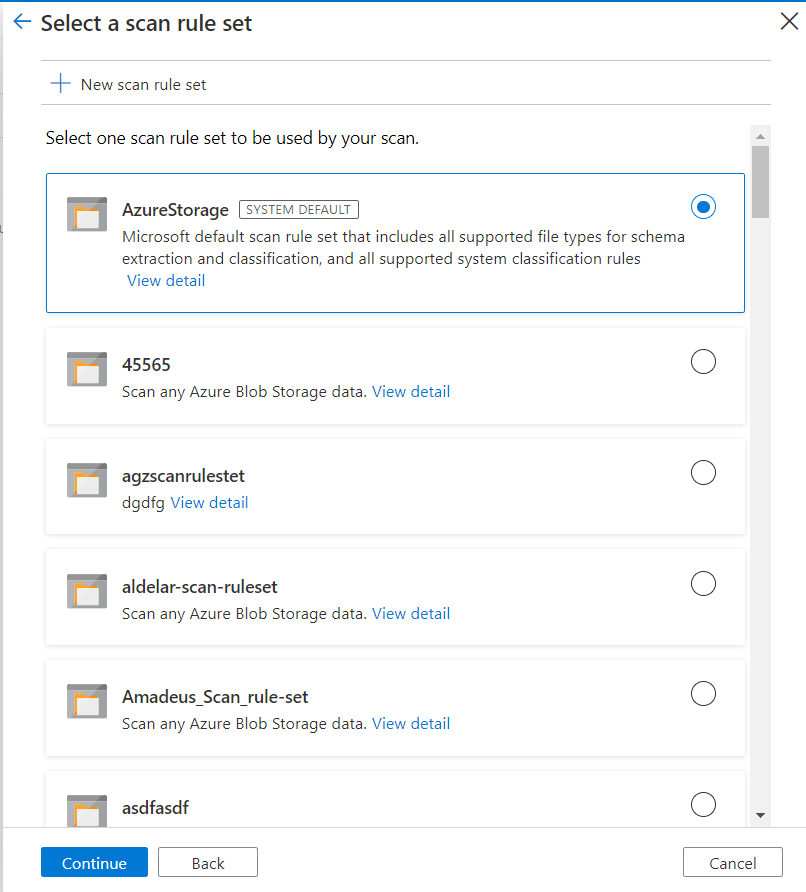 Select a scan rule set
New scan rule set
Select one scan rule set to be used by your scan.
AzureStorage SYSTEM DEFAULT
Microsoft default scan rule set that includes all supported file types for schema
extraction and classification, and all supported system classification rules
View detail
45565
Scan any Azure Blob Storage data. View detail
agzscanrulestet
dgdfg View detail
aldelar-scan-ruleset
Scan any Azure Blob Storage data. View detail
Amadeus_Scan_rule-set
Scan any Azure Blob Storage data. View detail
asdfasdf
Continue Back Cancel